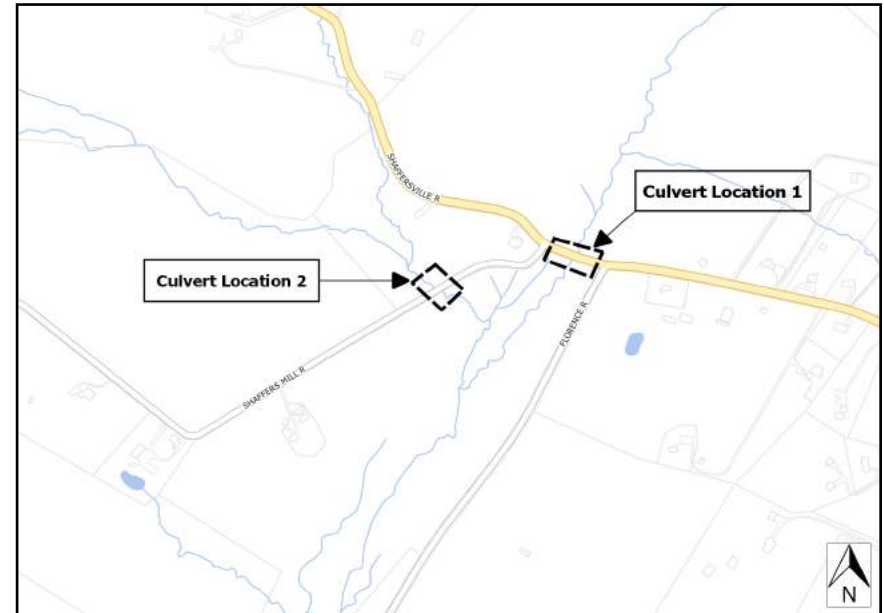 SHAFFERSVILLE R
Culvert Location 1
Culvert Location 2
FLORENCE R
SHAFFERS MILL R
N